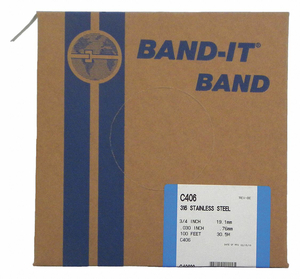 BAND-IT®
BAND
C406
316 STAINLESS STEEL
3/4 INCH 19.1mm
.030 INCH .76mm
100 FEET 30.5M
C406